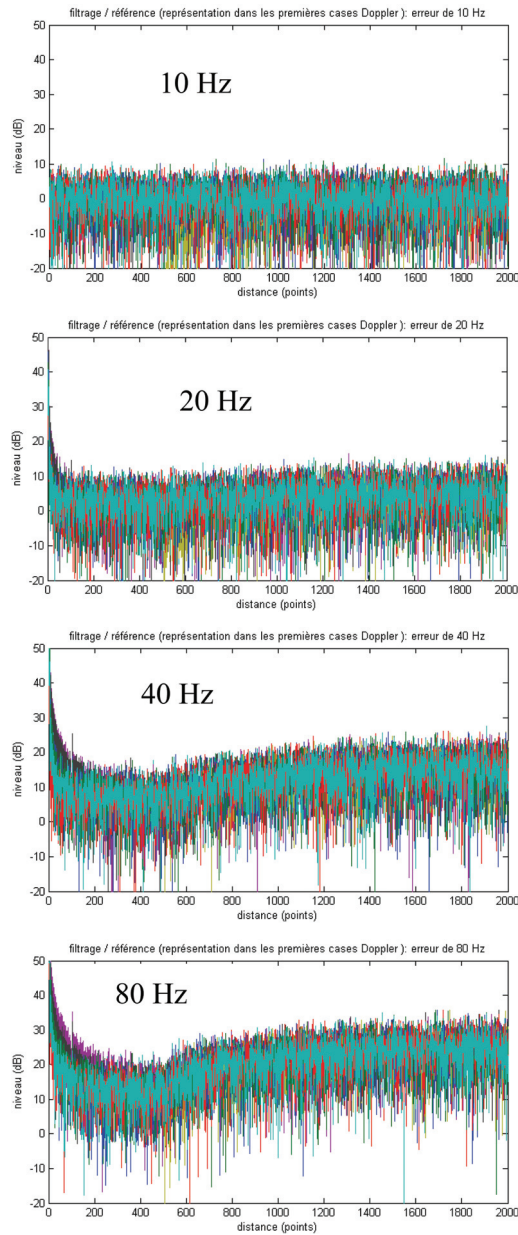 filtrage / référence (représentation dans les premières cases Doppler ): erreur de 10 Hz
10 Hz
niveau (dB)
50
40
30
20
10
0
-10
-20
0 200 400 600 800 1000 1200 1400 1600 1800 2000
distance (points)
filtrage / référence (représentation dans les premières cases Doppler ): erreur de 20 Hz
20 Hz
niveau (dB)
50
40
30
20
10
0
-10
-20
0 200 400 600 800 1000 1200 1400 1600 1800 2000
distance (points)
filtrage / référence (représentation dans les premières cases Doppler ): erreur de 40 Hz
40 Hz
niveau (dB)
50
40
30
20
10
0
-10
-20
0 200 400 600 800 1000 1200 1400 1600 1800 2000
distance (points)
filtrage / référence (représentation dans les premières cases Doppler ): erreur de 80 Hz
80 Hz
niveau (dB)
50
40
30
20
10
0
-10
-20
0 200 400 600 800 1000 1200 1400 1600 1800 2000
distance (points)